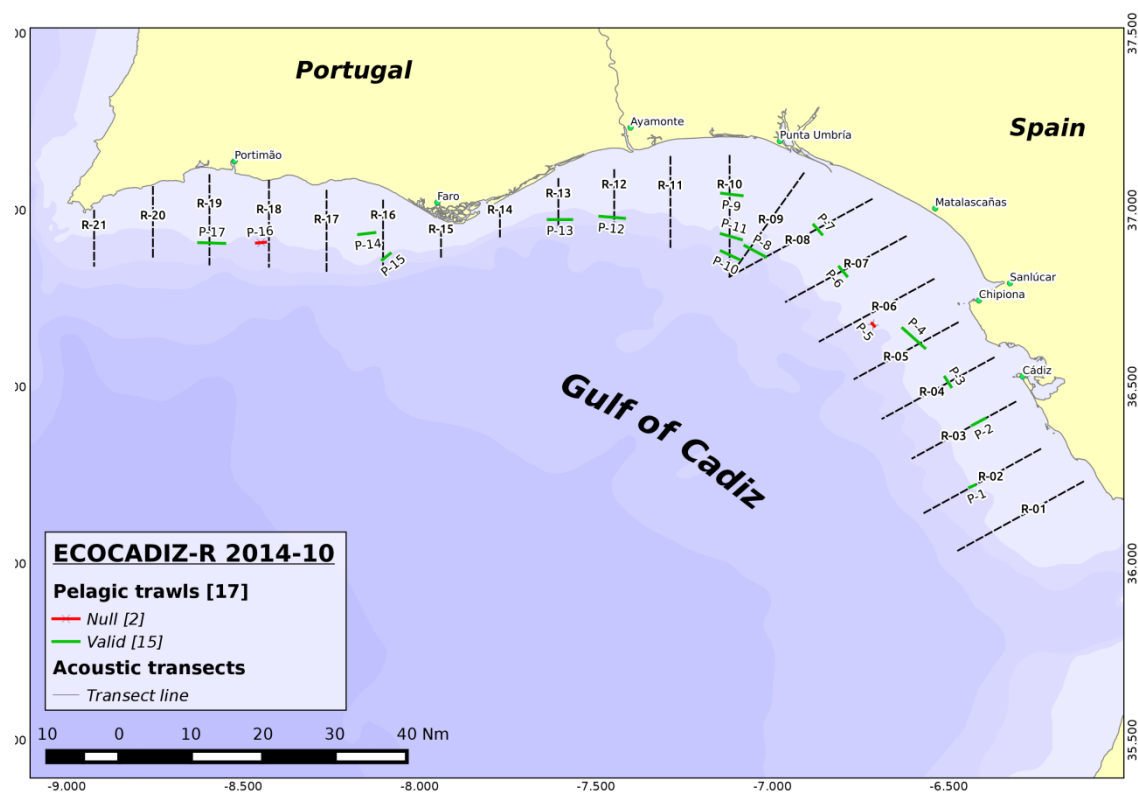 Portugal
Spain
Ayamonte
Punta Umbría
Portimão
Faro
Matalascañas
Sanlúcar
Chipiona
Cádiz
R-21
R-20
R-19
R-18
R-17
R-16
R-15
R-14
R-13
R-12
R-11
R-10
R-09
R-08
R-07
R-06
R-05
R-04
R-03
R-02
R-01
P-17
P-16
P-14
P-15
P-13
P-12
P-9
P-11
P-10
P-8
P-7
P-6
P-5
P-4
P-3
P-2
P-1
Gulf of Cadiz
ECOCADIZ-R 2014-10
Pelagic trawls [17]
Null [2]
Valid [15]
Acoustic transects
Transect line
10 0 10 20 30 40 Nm
-9.000 -8.500 -8.000 -7.500 -7.000 -6.500
37.500
37.000
36.500
36.000
35.500